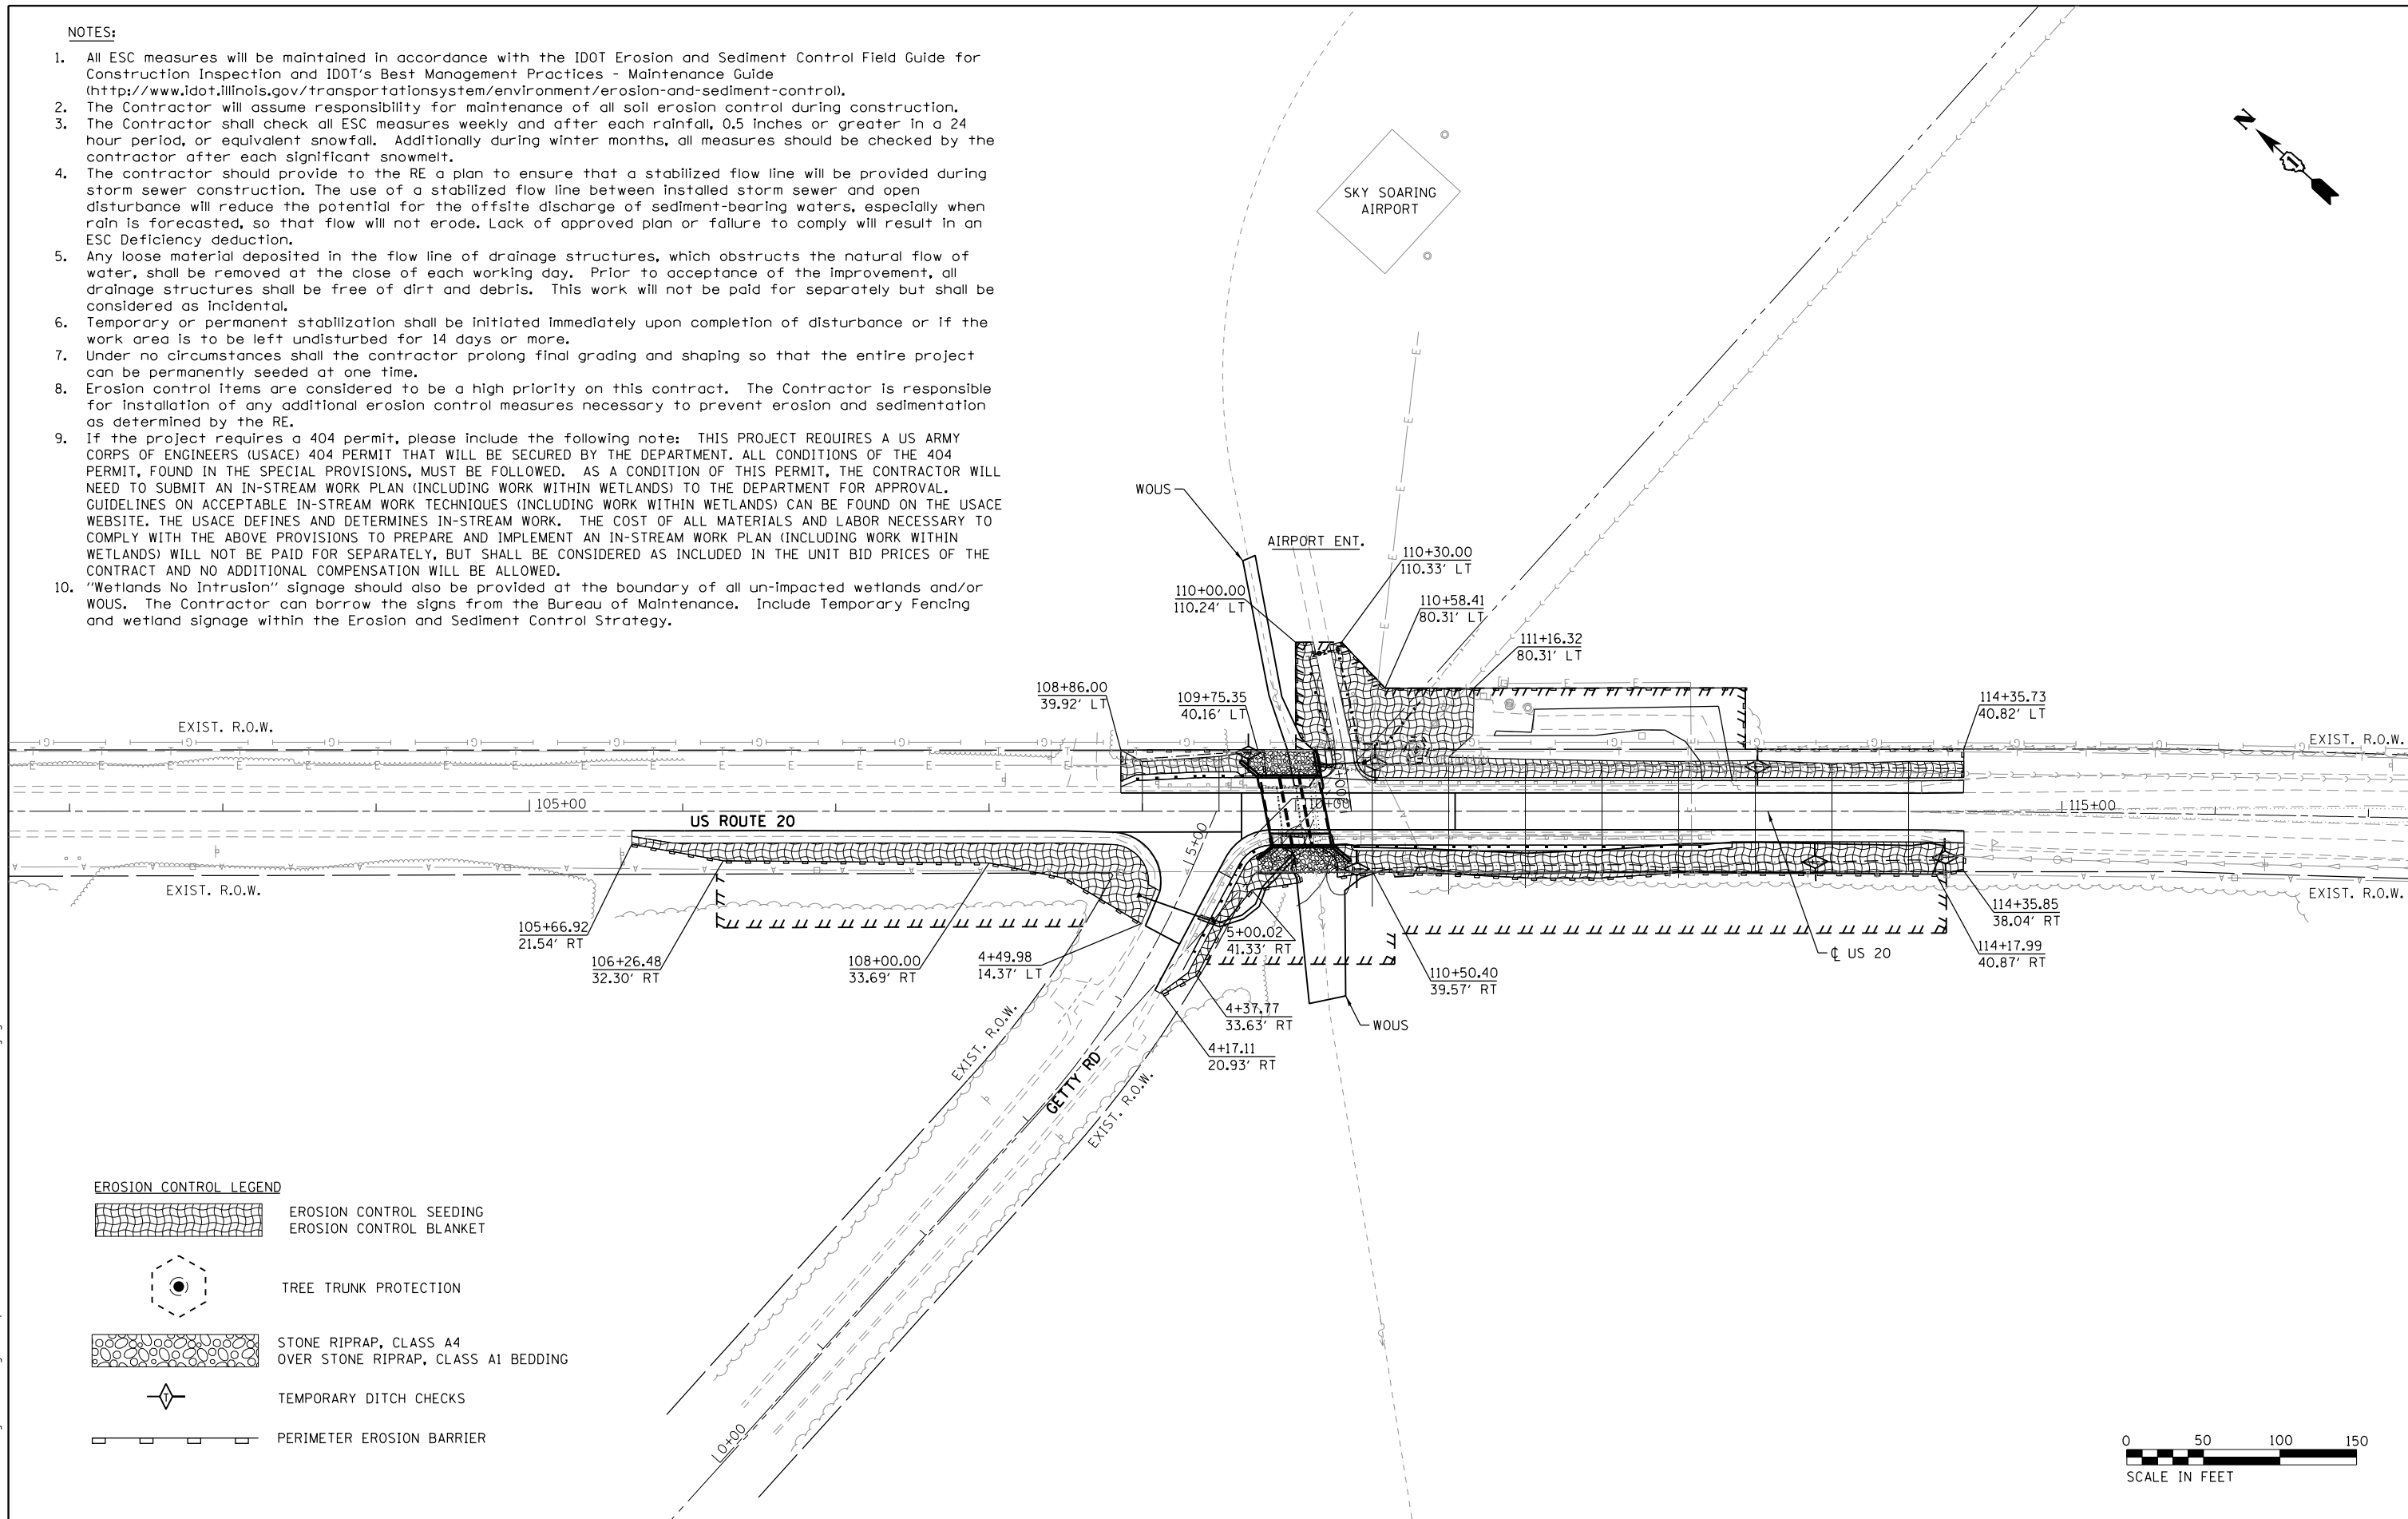 NOTES:
1. All ESC measures will be maintained in accordance with the IDOT Erosion and Sediment Control Field Guide for
Construction Inspection and IDOT's Best Management Practices - Maintenance Guide
(http://www.idot.illinois.gov/transportationsystem/environment/erosion-and-sediment-control).
2. The Contractor will assume responsibility for maintenance of all soil erosion control during construction.
3. The Contractor shall check all ESC measures weekly and after each rainfall, 0.5 inches or greater in a 24
hour period, or equivalent snowfall. Additionally during winter months, all measures should be checked by the
contractor after each significant snowmelt.
4. The contractor should provide to the RE a plan to ensure that a stabilized flow line will be provided during
storm sewer construction. The use of a stabilized flow line between installed storm sewer and open
disturbance will reduce the potential for the offsite discharge of sediment-bearing waters, especially when
rain is forecasted, so that flow will not erode. Lack of approved plan or failure to comply will result in an
ESC Deficiency deduction.
5. Any loose material deposited in the flow line of drainage structures, which obstructs the natural flow of
water, shall be removed at the close of each working day. Prior to acceptance of the improvement, all
drainage structures shall be free of dirt and debris. This work will not be paid for separately but shall be
considered as incidental.
6. Temporary or permanent stabilization shall be initiated immediately upon completion of disturbance or if the
work area is to be left undisturbed for 14 days or more.
7. Under no circumstances shall the contractor prolong final grading and shaping so that the entire project
can be permanently seeded at one time.
8. Erosion control items are considered to be a high priority on this contract. The Contractor is responsible
for installation of any additional erosion control measures necessary to prevent erosion and sedimentation
as determined by the RE.
9. If the project requires a 404 permit, please include the following note: THIS PROJECT REQUIRES A US ARMY
CORPS OF ENGINEERS (USACE) 404 PERMIT THAT WILL BE SECURED BY THE DEPARTMENT. ALL CONDITIONS OF THE 404
PERMIT, FOUND IN THE SPECIAL PROVISIONS, MUST BE FOLLOWED. AS A CONDITION OF THIS PERMIT, THE CONTRACTOR WILL
NEED TO SUBMIT AN IN-STREAM WORK PLAN (INCLUDING WORK WITHIN WETLANDS) TO THE DEPARTMENT FOR APPROVAL.
GUIDELINES ON ACCEPTABLE IN-STREAM WORK TECHNIQUES (INCLUDING WORK WITHIN WETLANDS) CAN BE FOUND ON THE USACE
WEBSITE. THE USACE DEFINES AND DETERMINES IN-STREAM WORK. THE COST OF ALL MATERIALS AND LABOR NECESSARY TO
COMPLY WITH THE ABOVE PROVISIONS TO PREPARE AND IMPLEMENT AN IN-STREAM WORK PLAN (INCLUDING WORK WITHIN
WETLANDS) WILL NOT BE PAID FOR SEPARATELY, BUT SHALL BE CONSIDERED AS INCLUDED IN THE UNIT BID PRICES OF THE
CONTRACT AND NO ADDITIONAL COMPENSATION WILL BE ALLOWED.
10. "Wetlands No Intrusion" signage should also be provided at the boundary of all un-impacted wetlands and/or
WOUS. The Contractor can borrow the signs from the Bureau of Maintenance. Include Temporary Fencing
and wetland signage within the Erosion and Sediment Control Strategy.
N
1
SKY SOARING
AIRPORT
WOUS
AIRPORT ENT.
110+30.00
110.33' LT
110+00.00
110.24' LT
110+58.41
80.31' LT
111+16.32
80.31' LT
108+86.00
39.92' LT
109+75.35
40.16' LT
114+35.73
40.82' LT
EXIST. R.O.W.
EXIST. R.O.W.
105+00
110+00
115+00
US ROUTE 20
5+00
EXIST. R.O.W.
EXIST. R.O.W.
105+66.92
21.54' RT
106+26.48
32.30' RT
108+00.00
33.69' RT
4+49.98
14.37' LT
5+00.02
41.33' RT
110+50.40
39.57' RT
℄ US 20
114+35.85
38.04' RT
114+17.99
40.87' RT
4+37.77
33.63' RT
4+17.11
20.93' RT
WOUS
EXIST. R.O.W.
GETTY RD
EXIST. R.O.W.
0+00
EROSION CONTROL LEGEND
EROSION CONTROL SEEDING
EROSION CONTROL BLANKET
TREE TRUNK PROTECTION
STONE RIPRAP, CLASS A4
OVER STONE RIPRAP, CLASS A1 BEDDING
T
TEMPORARY DITCH CHECKS
PERIMETER EROSION BARRIER
0 50 100 150
SCALE IN FEET